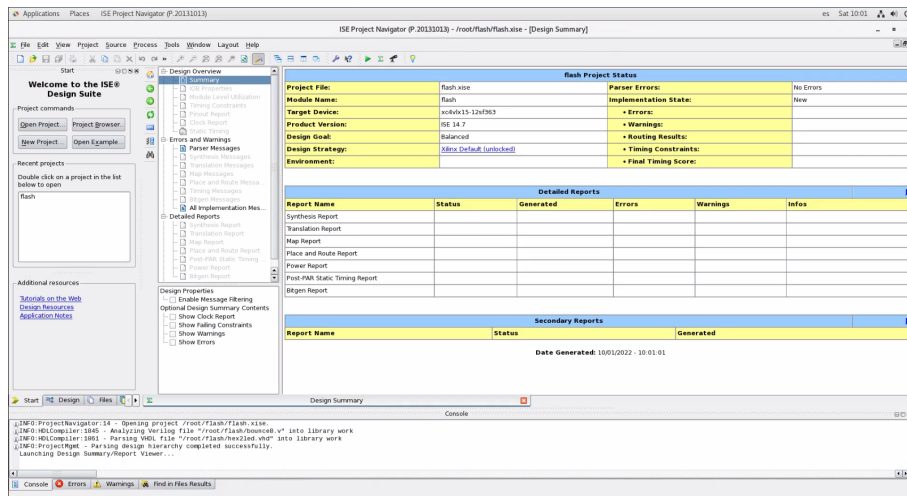 Applications Places ISE Project Navigator (P.20131013) es Sat 10:01
ISE Project Navigator (P.20131013) - /root/flash/flash.xise - [Design Summary]
File Edit View Project Source Process Tools Window Layout Help
Start
Welcome to the ISE® Design Suite
Project commands
Open Project... Project Browser...
New Project... Open Example...
Recent projects
Double click on a project in the list
below to open
flash
Additional resources
Tutorials on the Web
Design Resources
Application Notes
Start Design Files
Design Overview
Summary
IOB Properties
Module Level Utilization
Timing Constraints
Pinout Report
Clock Report
Static Timing
Errors and Warnings
Parser Messages
Synthesis Messages
Translation Messages
Map Messages
Place and Route Messa...
Timing Messages
Bitgen Messages
All Implementation Mes...
Detailed Reports
Synthesis Report
Translation Report
Map Report
Place and Route Report
Post-PAR Static Timing ...
Power Report
Bitgen Report
Design Properties
Enable Message Filtering
Optional Design Summary Contents
Show Clock Report
Show Failing Constraints
Show Warnings
Show Errors
flash Project Status
Project File: flash.xise Parser Errors: No Errors
Module Name: flash Implementation State: New
Target Device: xc4vlx15-12sf363 • Errors:
Product Version: ISE 14.7 • Warnings:
Design Goal: Balanced • Routing Results:
Design Strategy: Xilinx Default (unlocked) • Timing Constraints:
Environment: • Final Timing Score:
Detailed Reports
Report Name Status Generated Errors Warnings Infos
Synthesis Report
Translation Report
Map Report
Place and Route Report
Power Report
Post-PAR Static Timing Report
Bitgen Report
Secondary Reports
Report Name Status Generated
Date Generated: 10/01/2022 - 10:01:01
Design Summary
Console
INFO:ProjectNavigator:14 - Opening project /root/flash/flash.xise.
INFO:HDLCompiler:1845 - Analyzing Verilog file "/root/flash/bounce8.v" into library work
INFO:HDLCompiler:1061 - Parsing VHDL file "/root/flash/hex2led.vhd" into library work
INFO:ProjectMgmt - Parsing design hierarchy completed successfully.
Launching Design Summary/Report Viewer...
Console Errors Warnings Find in Files Results